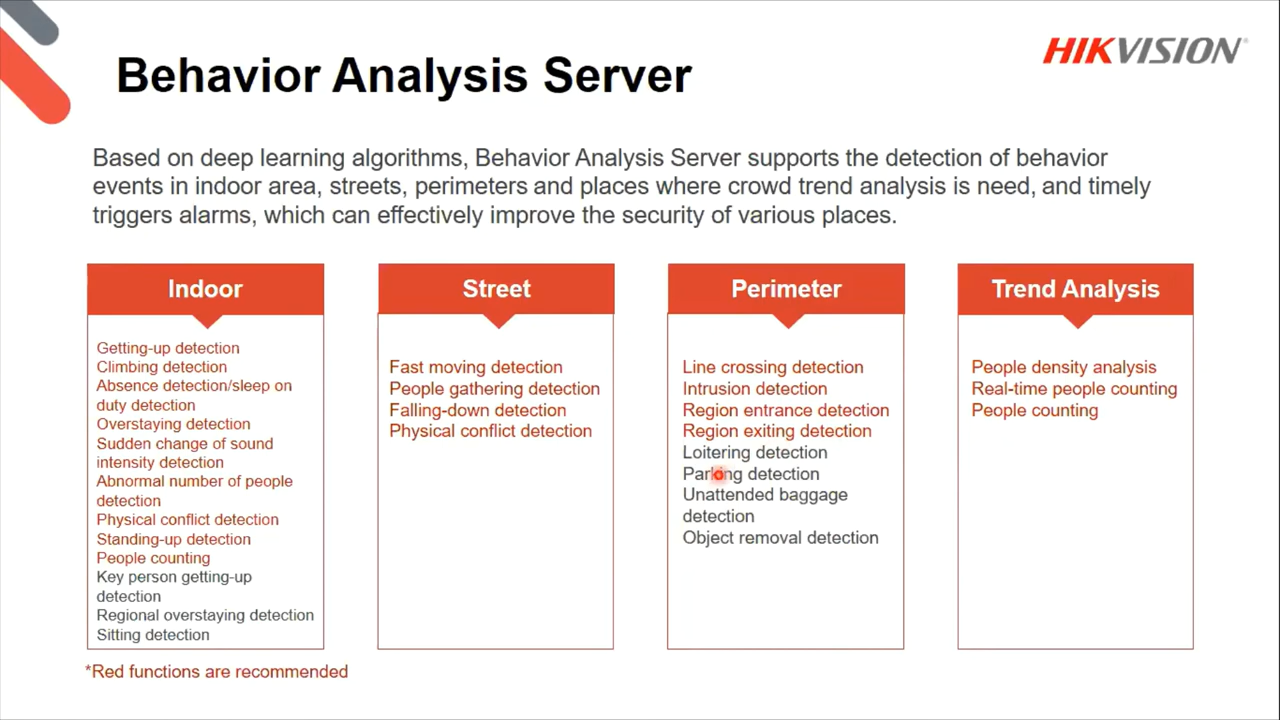 HIKVISION®
Behavior Analysis Server
Based on deep learning algorithms, Behavior Analysis Server supports the detection of behavior
events in indoor area, streets, perimeters and places where crowd trend analysis is need, and timely
triggers alarms, which can effectively improve the security of various places.
Indoor
Getting-up detection
Climbing detection
Absence detection/sleep on
duty detection
Overstaying detection
Sudden change of sound
intensity detection
Abnormal number of people
detection
Physical conflict detection
Standing-up detection
People counting
Key person getting-up
detection
Regional overstaying detection
Sitting detection
Street
Fast moving detection
People gathering detection
Falling-down detection
Physical conflict detection
Perimeter
Line crossing detection
Intrusion detection
Region entrance detection
Region exiting detection
Loitering detection
Parking detection
Unattended baggage
detection
Object removal detection
Trend Analysis
People density analysis
Real-time people counting
People counting
*Red functions are recommended